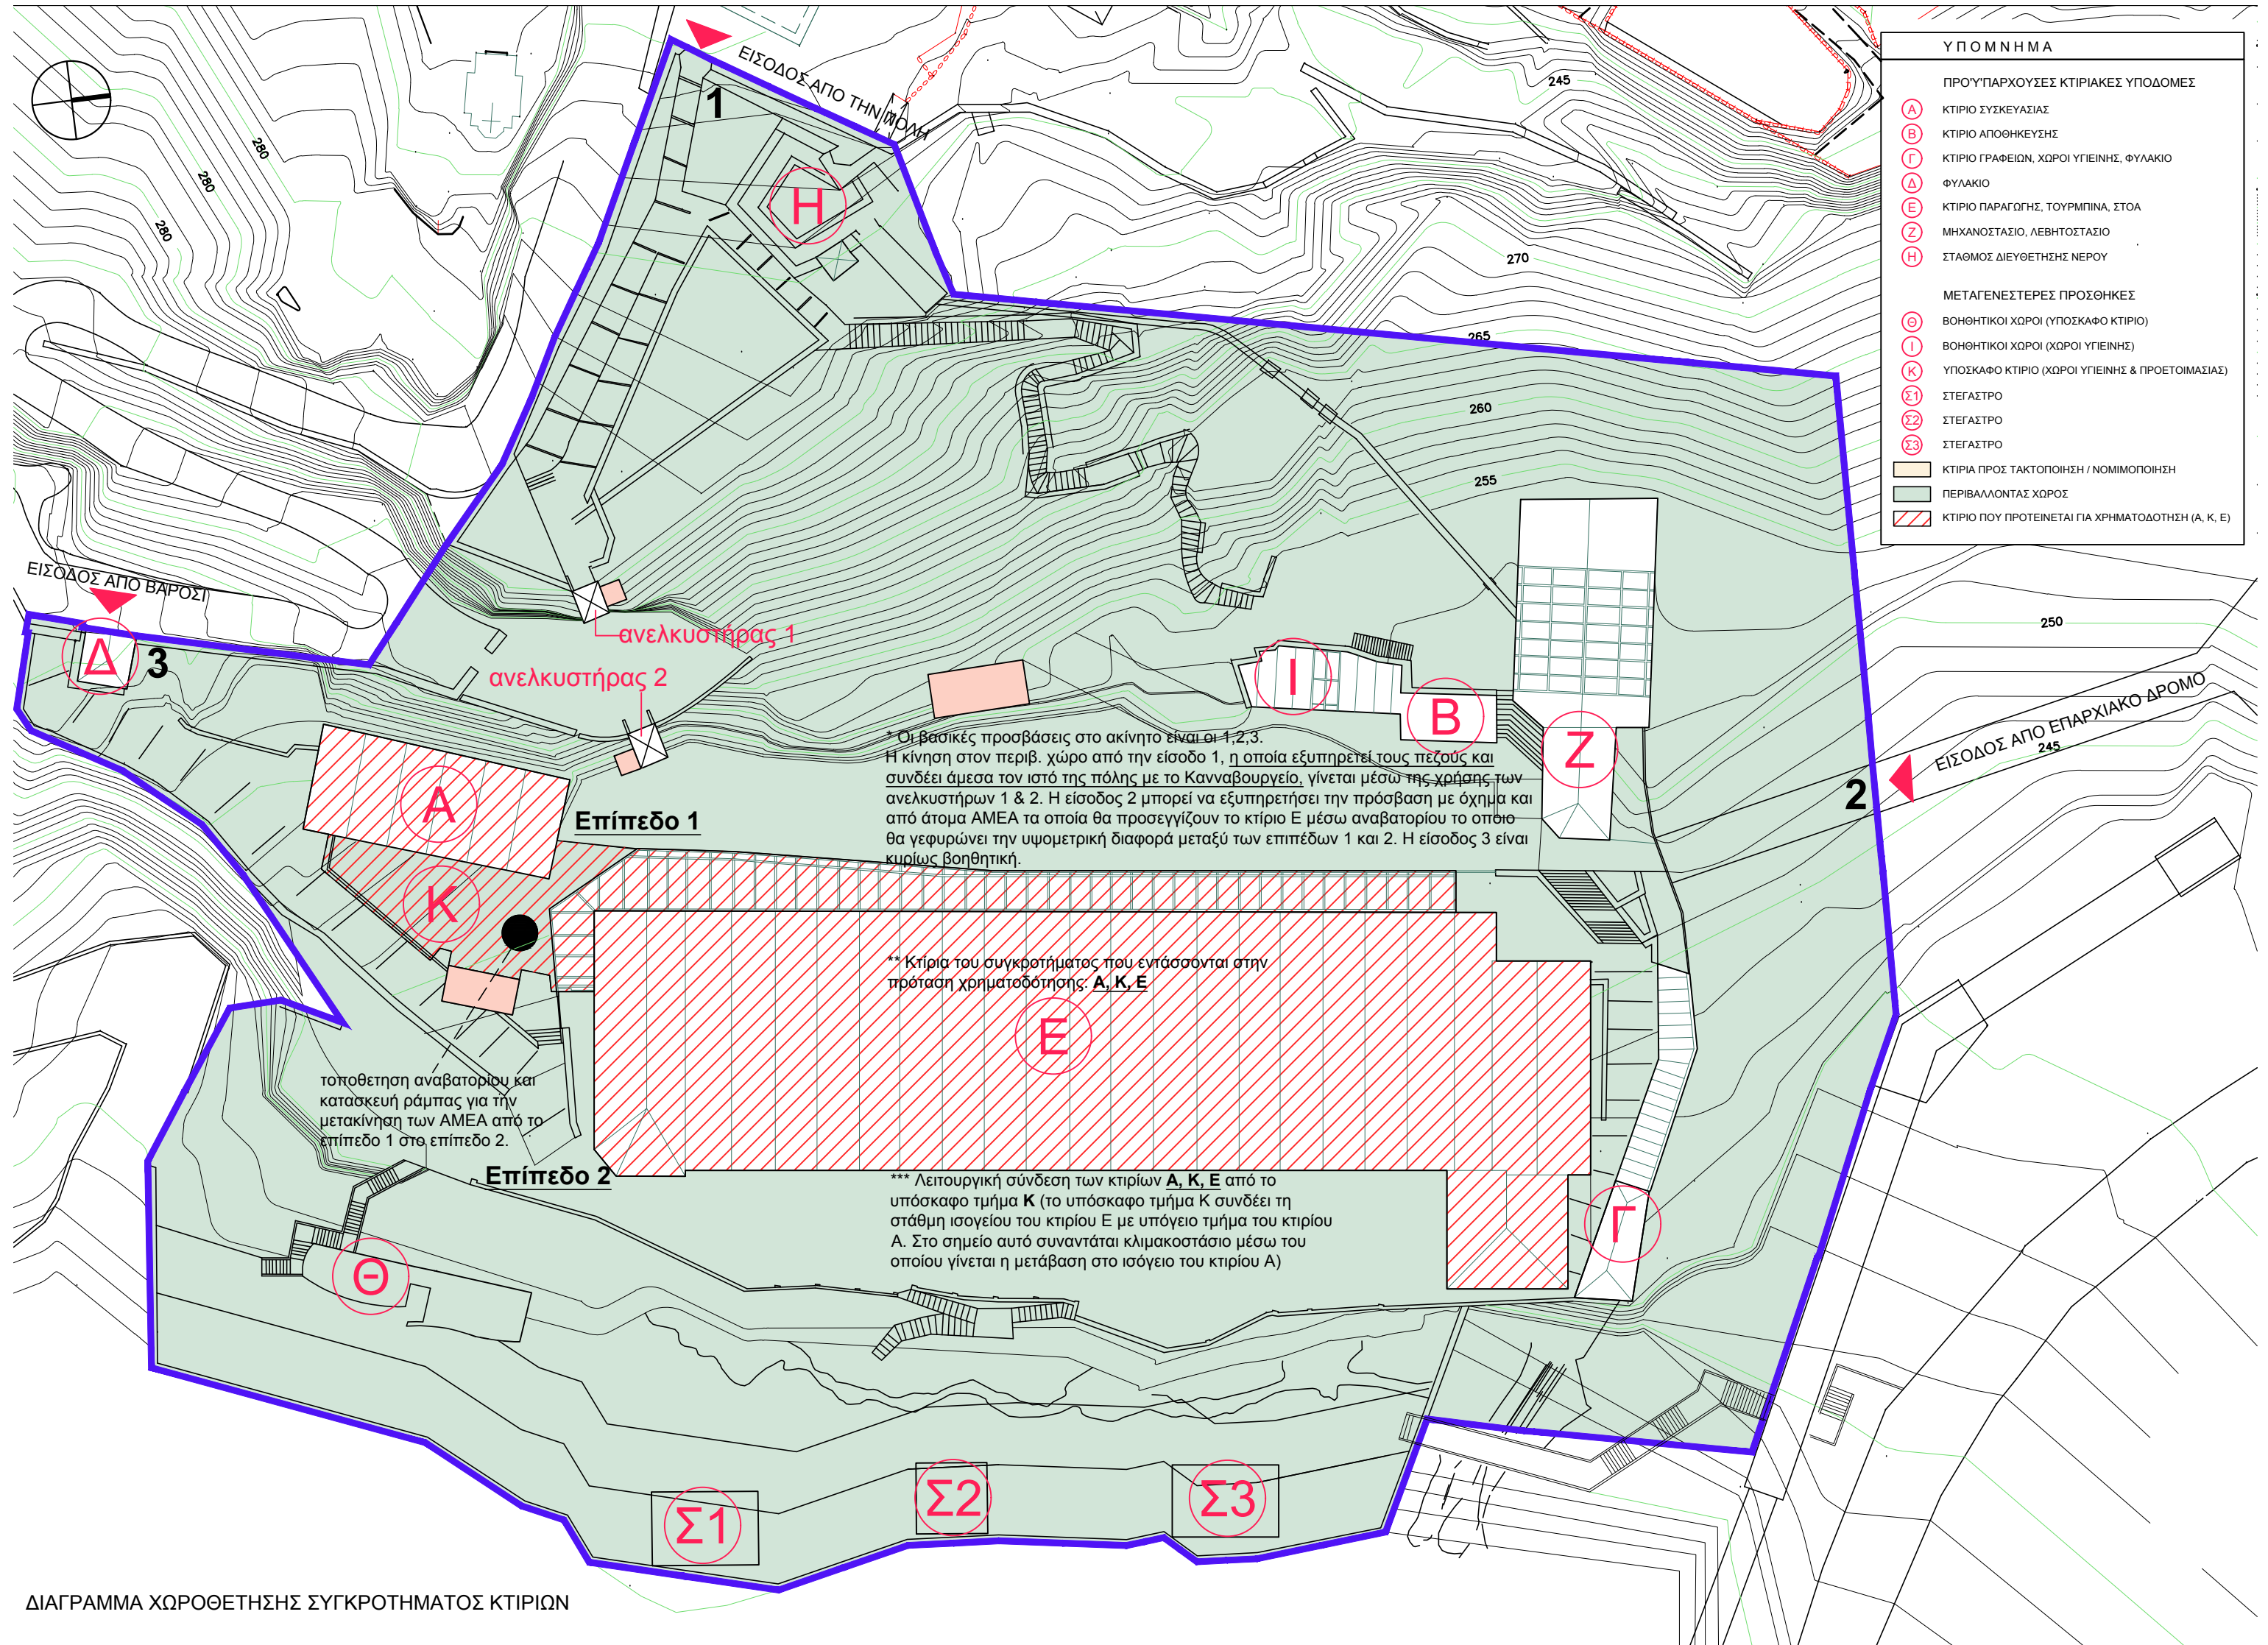 ΕΙΣΟΔΟΣ ΑΠΟ ΤΗΝ ΠΟΛΗ
1
Η
280
280
280
245
270
265
260
255
250
245
ΥΠΟΜΝΗΜΑ
ΠΡΟΫΠΑΡΧΟΥΣΕΣ ΚΤΙΡΙΑΚΕΣ ΥΠΟΔΟΜΕΣ
Α ΚΤΙΡΙΟ ΣΥΣΚΕΥΑΣΙΑΣ
Β ΚΤΙΡΙΟ ΑΠΟΘΗΚΕΥΣΗΣ
Γ ΚΤΙΡΙΟ ΓΡΑΦΕΙΩΝ, ΧΩΡΟΙ ΥΓΙΕΙΝΗΣ, ΦΥΛΑΚΙΟ
Δ ΦΥΛΑΚΙΟ
Ε ΚΤΙΡΙΟ ΠΑΡΑΓΩΓΗΣ, ΤΟΥΡΜΠΙΝΑ, ΣΤΟΑ
Ζ ΜΗΧΑΝΟΣΤΑΣΙΟ, ΛΕΒΗΤΟΣΤΑΣΙΟ
Η ΣΤΑΘΜΟΣ ΔΙΕΥΘΕΤΗΣΗΣ ΝΕΡΟΥ
ΜΕΤΑΓΕΝΕΣΤΕΡΕΣ ΠΡΟΣΘΗΚΕΣ
Θ ΒΟΗΘΗΤΙΚΟΙ ΧΩΡΟΙ (ΥΠΟΣΚΑΦΟ ΚΤΙΡΙΟ)
Ι ΒΟΗΘΗΤΙΚΟΙ ΧΩΡΟΙ (ΧΩΡΟΙ ΥΓΙΕΙΝΗΣ)
Κ ΥΠΟΣΚΑΦΟ ΚΤΙΡΙΟ (ΧΩΡΟΙ ΥΓΙΕΙΝΗΣ & ΠΡΟΕΤΟΙΜΑΣΙΑΣ)
Σ1 ΣΤΕΓΑΣΤΡΟ
Σ2 ΣΤΕΓΑΣΤΡΟ
Σ3 ΣΤΕΓΑΣΤΡΟ
ΚΤΙΡΙΑ ΠΡΟΣ ΤΑΚΤΟΠΟΙΗΣΗ / ΝΟΜΙΜΟΠΟΙΗΣΗ
ΠΕΡΙΒΑΛΛΟΝΤΑΣ ΧΩΡΟΣ
ΚΤΙΡΙΟ ΠΟΥ ΠΡΟΤΕΙΝΕΤΑΙ ΓΙΑ ΧΡΗΜΑΤΟΔΟΤΗΣΗ (Α, Κ, Ε)
ΕΙΣΟΔΟΣ ΑΠΟ ΒΑΡΟΣΙ
Δ
3
ανελκυστήρας 1
ανελκυστήρας 2
Ι
Β
Ζ
ΕΙΣΟΔΟΣ ΑΠΟ ΕΠΑΡΧΙΑΚΟ ΔΡΟΜΟ
2
Α
Επίπεδο 1
Κ
* Οι βασικές προσβάσεις στο ακίνητο είναι οι 1,2,3.
Η κίνηση στον περιβ. χώρο από την είσοδο 1, η οποία εξυπηρετεί τους πεζούς και
συνδέει άμεσα τον ιστό της πόλης με το Κανναβουργείο, γίνεται μέσω της χρήσης των
ανελκυστήρων 1 & 2. Η είσοδος 2 μπορεί να εξυπηρετήσει την πρόσβαση με όχημα και
από άτομα ΑΜΕΑ τα οποία θα προσεγγίζουν το κτίριο Ε μέσω αναβατορίου το οποίο
θα γεφυρώνει την υψομετρική διαφορά μεταξύ των επιπέδων 1 και 2. Η είσοδος 3 είναι
κυρίως βοηθητική.
** Κτίρια του συγκροτήματος που εντάσσονται στην
πρόταση χρηματοδότησης: Α, Κ, Ε
Ε
τοποθετηση αναβατορίου και
κατασκευή ράμπας για την
μετακίνηση των ΑΜΕΑ από το
επίπεδο 1 στο επίπεδο 2.
Επίπεδο 2
*** Λειτουργική σύνδεση των κτιρίων Α, Κ, Ε από το
υπόσκαφο τμήμα Κ (το υπόσκαφο τμήμα Κ συνδέει τη
στάθμη ισογείου του κτιρίου Ε με υπόγειο τμήμα του κτιρίου
Α. Στο σημείο αυτό συναντάται κλιμακοστάσιο μέσω του
οποίου γίνεται η μετάβαση στο ισόγειο του κτιρίου Α)
Γ
Θ
Σ1
Σ2
Σ3
ΔΙΑΓΡΑΜΜΑ ΧΩΡΟΘΕΤΗΣΗΣ ΣΥΓΚΡΟΤΗΜΑΤΟΣ ΚΤΙΡΙΩΝ